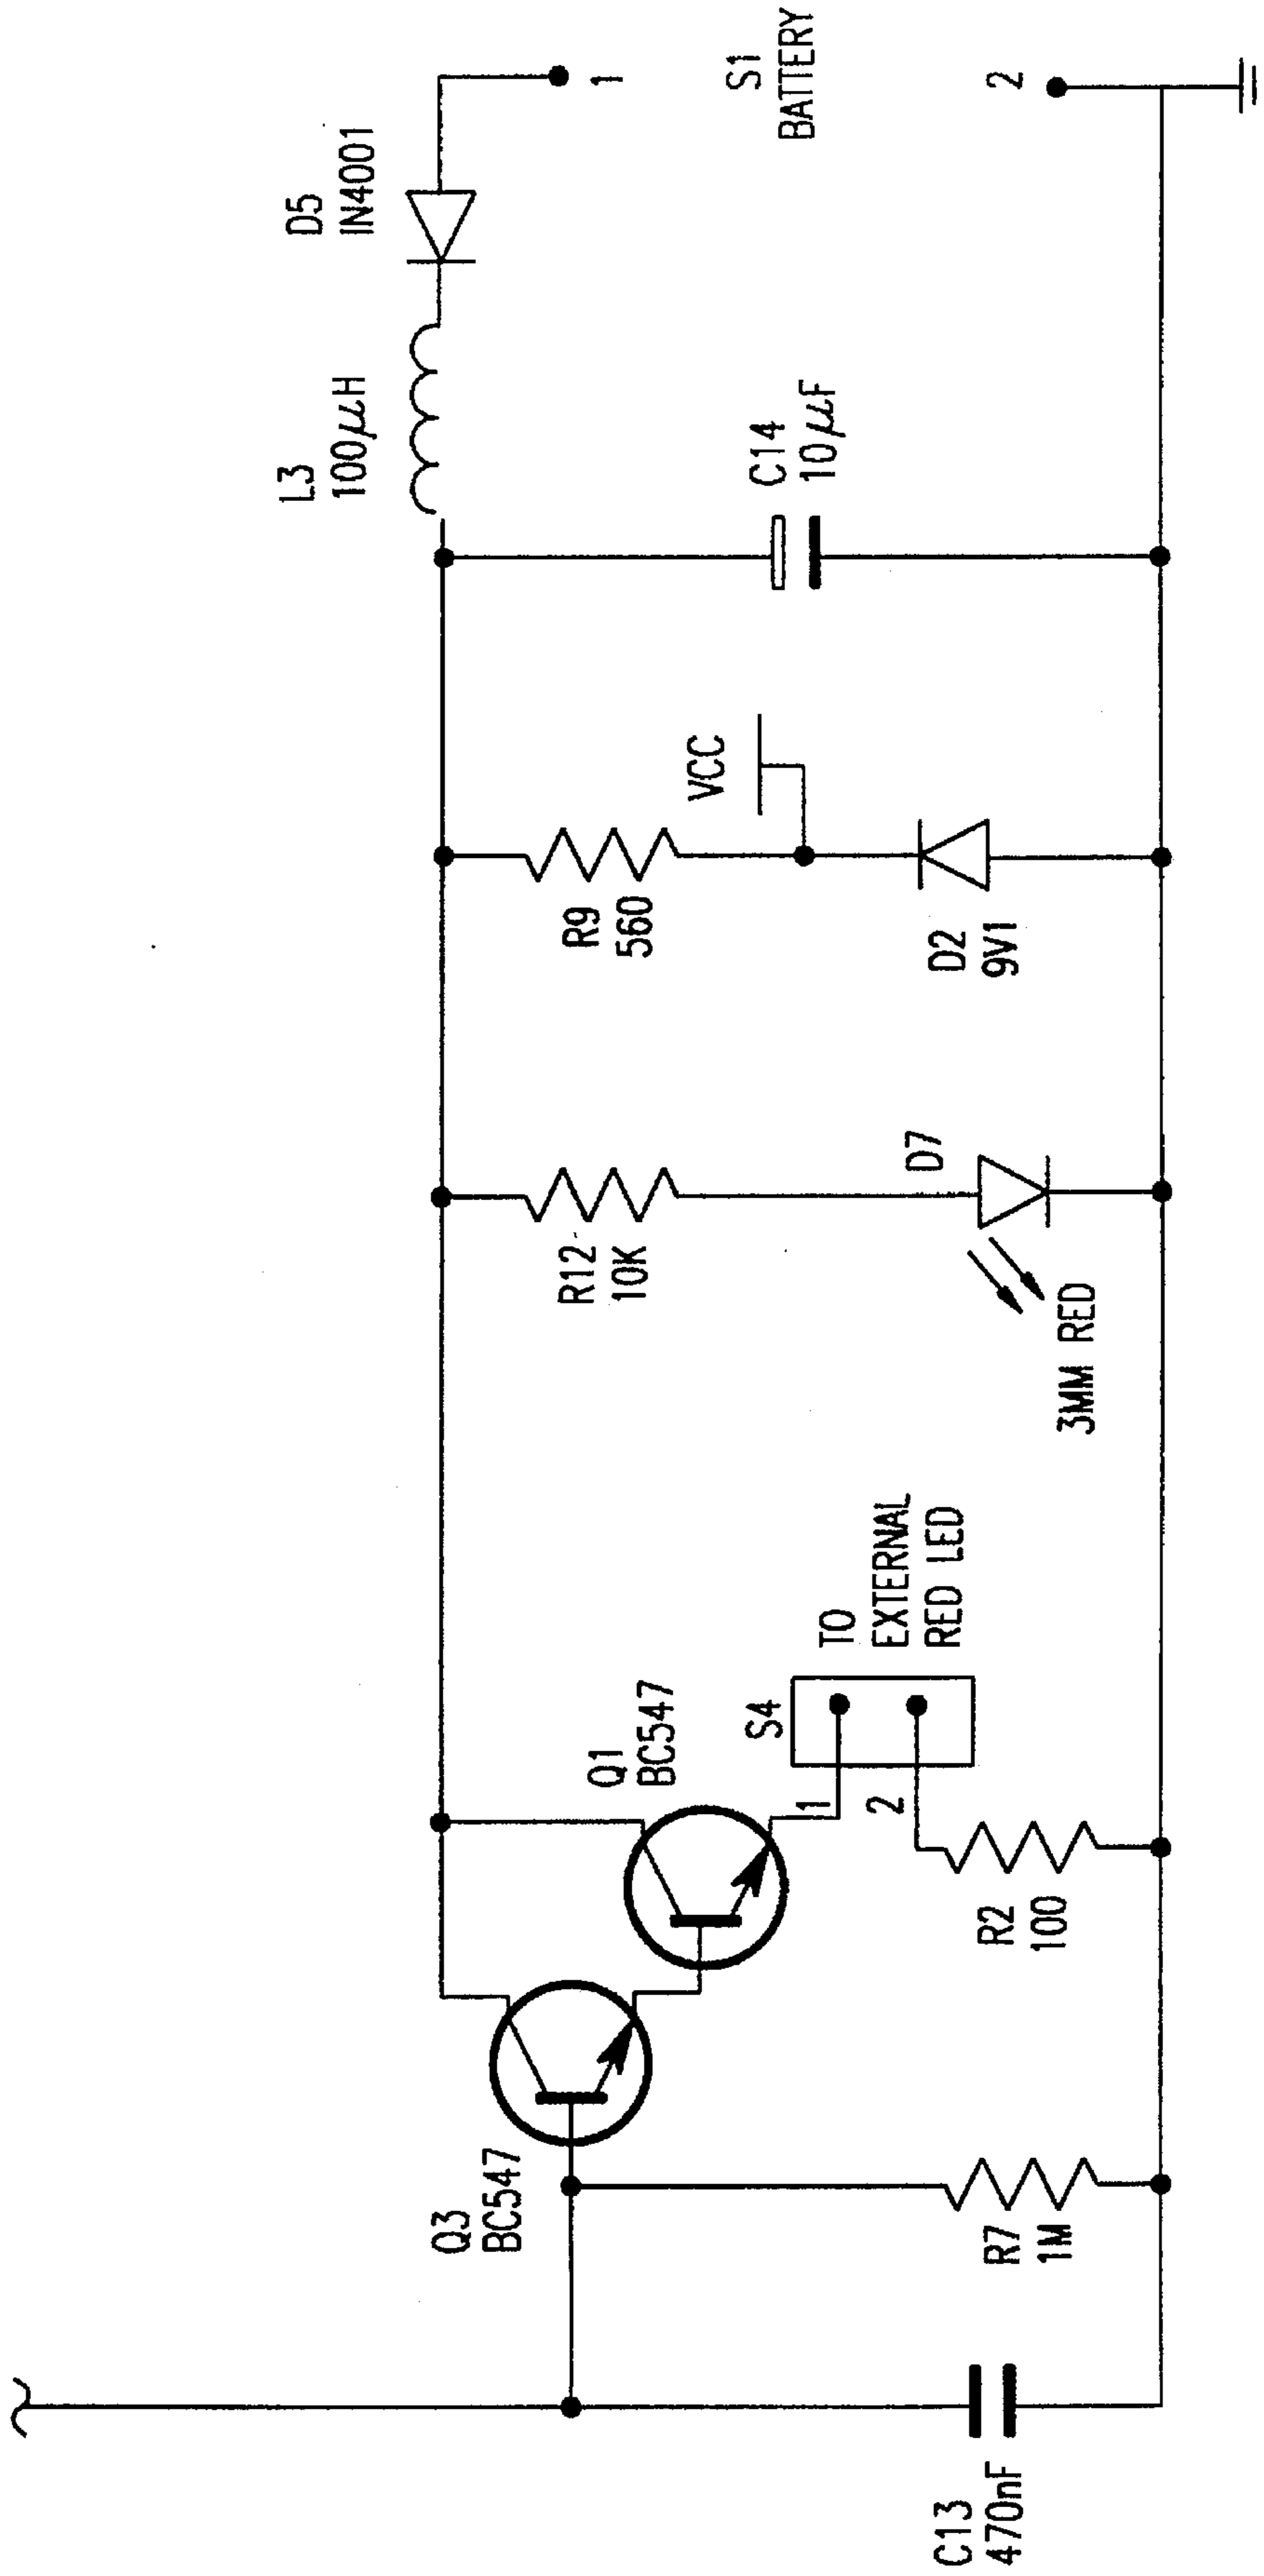 C13
470nF
Q3
BC547
R7
1M
Q1
BC547
R2
100
S4
1
2
TO
EXTERNAL
RED LED
R12
10K
D7
3MM RED
R9
560
VCC
D2
9V1
L3
100μH
C14
10μF
D5
IN4001
1
S1
BATTERY
2